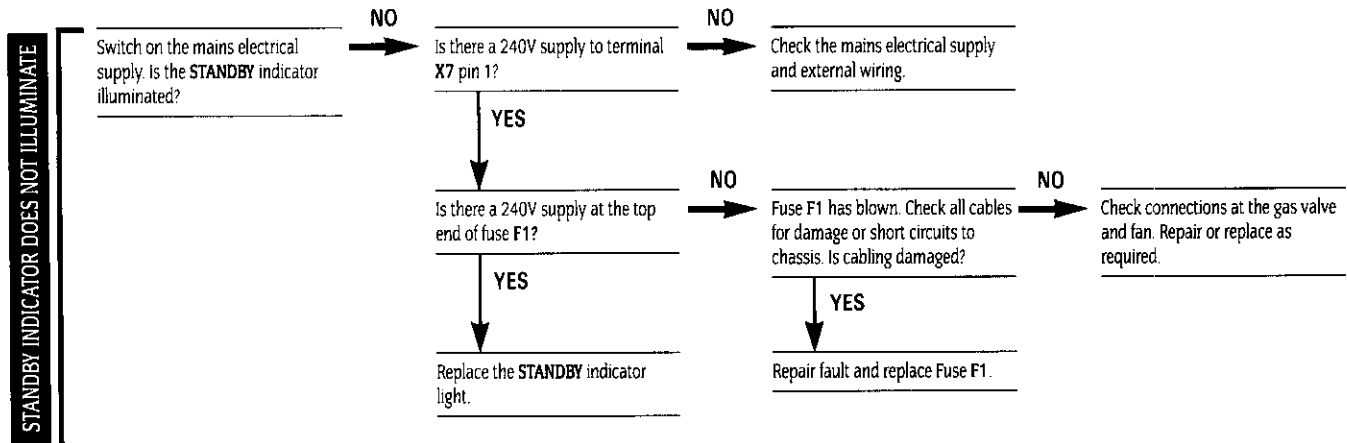 STANDBY INDICATOR DOES NOT ILLUMINATE
Switch on the mains electrical
supply. Is the STANDBY indicator
illuminated?
NO
Is there a 240V supply to terminal
X7 pin 1?
NO
Check the mains electrical supply
and external wiring.
YES
Is there a 240V supply at the top
end of fuse F1?
NO
Fuse F1 has blown. Check all cables
for damage or short circuits to
chassis. Is cabling damaged?
NO
Check connections at the gas valve
and fan. Repair or replace as
required.
YES
YES
Replace the STANDBY indicator
light.
Repair fault and replace Fuse F1.